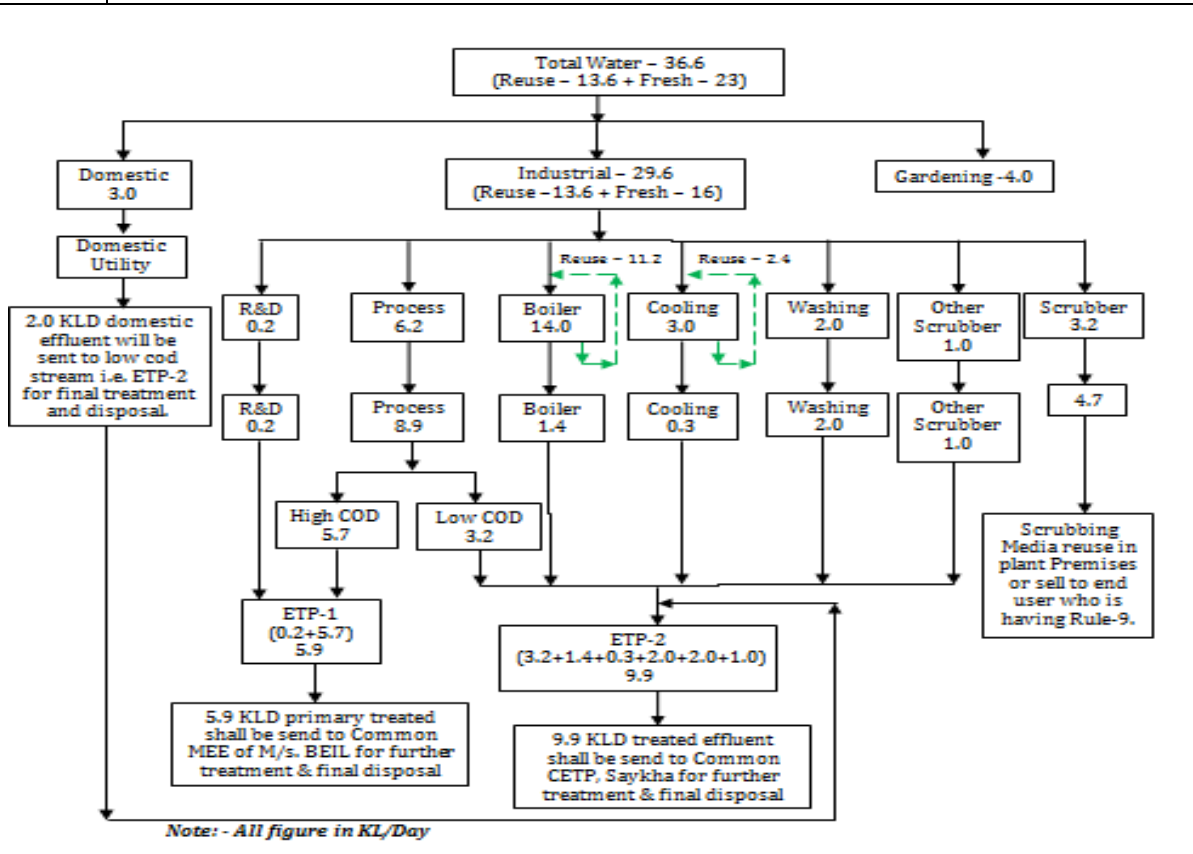 Total Water – 36.6
(Reuse – 13.6 + Fresh – 23)
Domestic
3.0
Industrial – 29.6
(Reuse –13.6 + Fresh – 16)
Gardening -4.0
Domestic
Utility
Reuse – 11.2
Reuse – 2.4
R&D
0.2
Process
6.2
Boiler
14.0
Cooling
3.0
Washing
2.0
Other
Scrubber
1.0
Scrubber
3.2
2.0 KLD domestic
effluent will be
sent to low cod
stream i.e. ETP-2
for final treatment
and disposal.
R&D
0.2
Process
8.9
Boiler
1.4
Cooling
0.3
Washing
2.0
Other
Scrubber
1.0
4.7
High COD
5.7
Low COD
3.2
Scrubbing
Media reuse in
plant Premises
or sell to end
user who is
having Rule-9.
ETP-1
(0.2+5.7)
5.9
ETP-2
(3.2+1.4+0.3+2.0+2.0+1.0)
9.9
5.9 KLD primary treated
shall be send to Common
MEE of M/s. BEIL for further
treatment & final disposal
9.9 KLD treated effluent
shall be send to Common
CETP, Saykha for further
treatment & final disposal
Note: - All figure in KL/Day